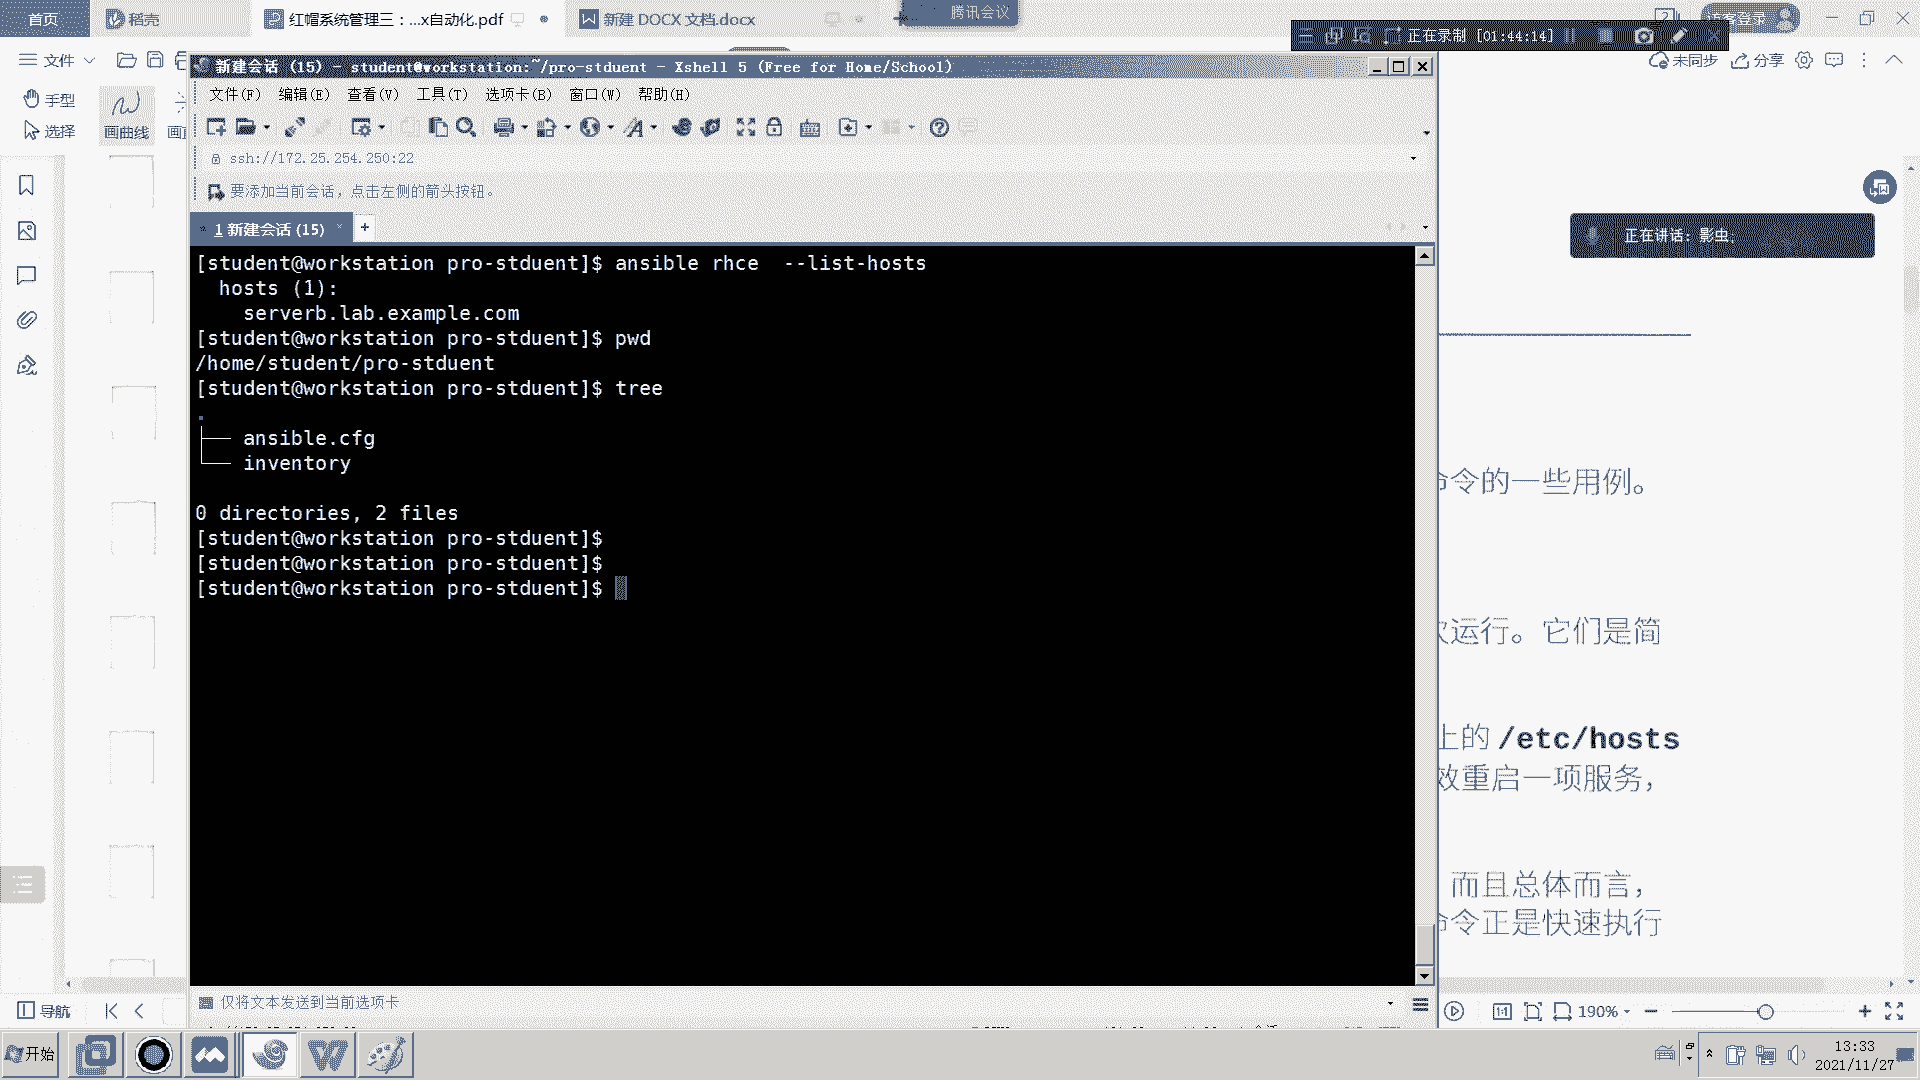 首页
稻壳
红帽系统管理三：...x自动化.pdf
新建 DOCX 文档.docx
腾讯会议
访客登录
正在录制 [01:44:14]
文件
未同步
分享
手型
选择
画曲线
新建会话 (15) - student@workstation:~/pro-stduent - Xshell 5 (Free for Home/School)
文件(F) 编辑(E) 查看(V) 工具(T) 选项卡(B) 窗口(W) 帮助(H)
ssh://172.25.254.250:22
要添加当前会话，点击左侧的箭头按钮。
1 新建会话 (15)
正在讲话：影虫;
[student@workstation pro-stduent]$ ansible rhce  --list-hosts
  hosts (1):
    serverb.lab.example.com
[student@workstation pro-stduent]$ pwd
/home/student/pro-stduent
[student@workstation pro-stduent]$ tree
.
├── ansible.cfg
└── inventory
0 directories, 2 files
[student@workstation pro-stduent]$
[student@workstation pro-stduent]$
[student@workstation pro-stduent]$
令的一些用例。
运行。它们是简
上的 /etc/hosts
效重启一项服务，
而且总体而言，
令正是快速执行
仅将文本发送到当前选项卡
导航
190%
开始
13:33
2021/11/27